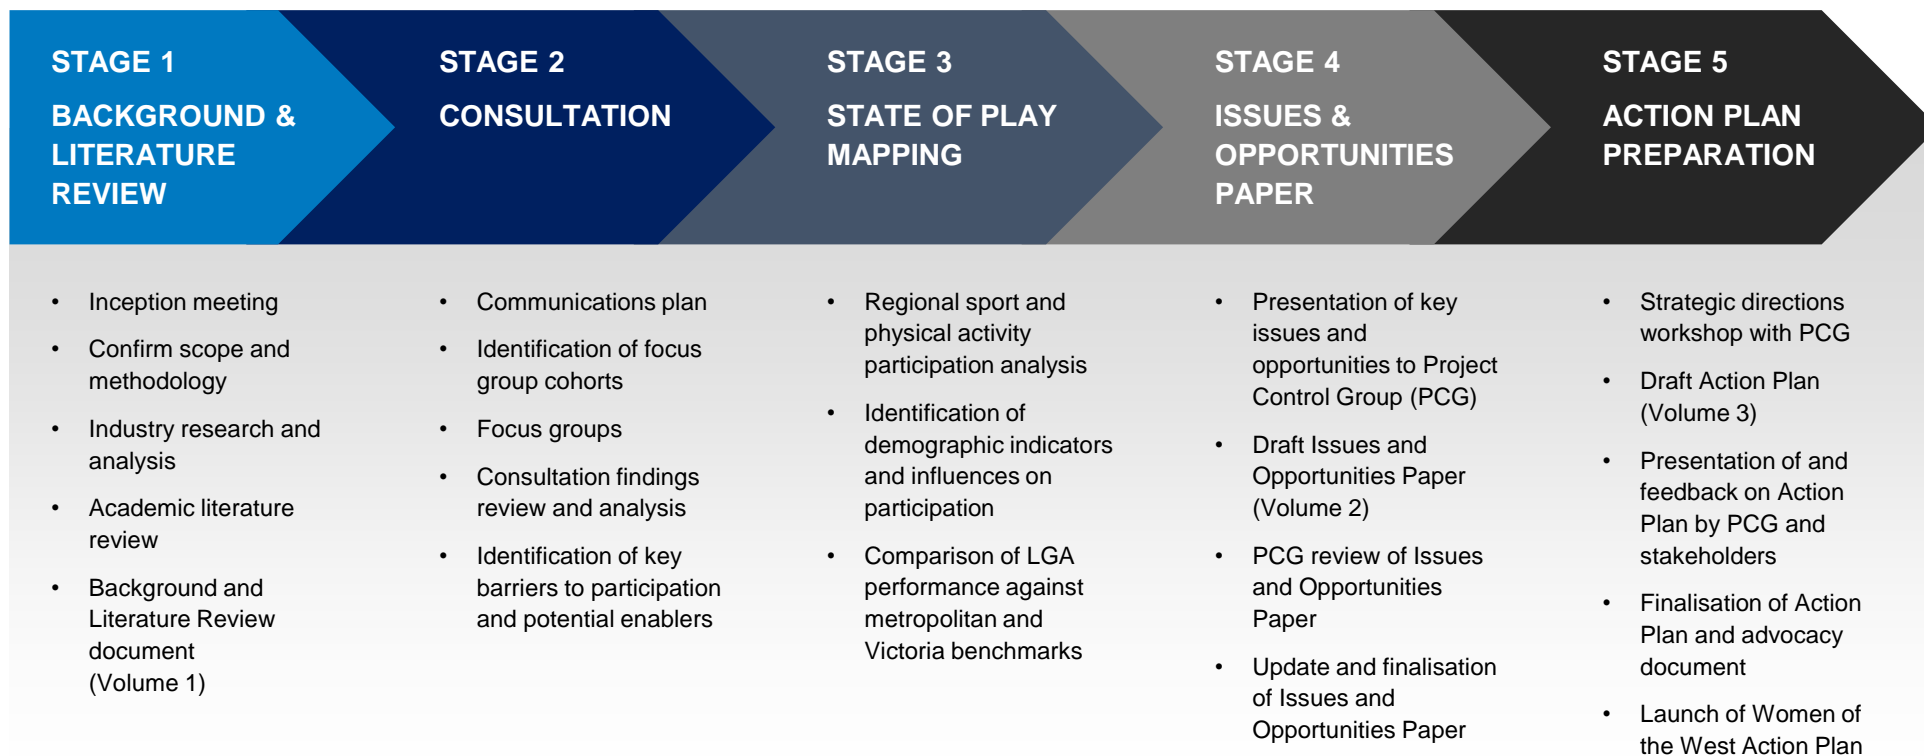 STAGE 1
BACKGROUND &
LITERATURE
REVIEW
• Inception meeting
• Confirm scope and
methodology
• Industry research and
analysis
• Academic literature
review
• Background and
Literature Review
document
(Volume 1)
STAGE 2
CONSULTATION
• Communications plan
• Identification of focus
group cohorts
• Focus groups
• Consultation findings
review and analysis
• Identification of key
barriers to participation
and potential enablers
STAGE 3
STATE OF PLAY
MAPPING
• Regional sport and
physical activity
participation analysis
• Identification of
demographic indicators
and influences on
participation
• Comparison of LGA
performance against
metropolitan and
Victoria benchmarks
STAGE 4
ISSUES &
OPPORTUNITIES
PAPER
• Presentation of key
issues and
opportunities to Project
Control Group (PCG)
• Draft Issues and
Opportunities Paper
(Volume 2)
• PCG review of Issues
and Opportunities
Paper
• Update and finalisation
of Issues and
Opportunities Paper
STAGE 5
ACTION PLAN
PREPARATION
• Strategic directions
workshop with PCG
• Draft Action Plan
(Volume 3)
• Presentation of and
feedback on Action
Plan by PCG and
stakeholders
• Finalisation of Action
Plan and advocacy
document
• Launch of Women of
the West Action Plan